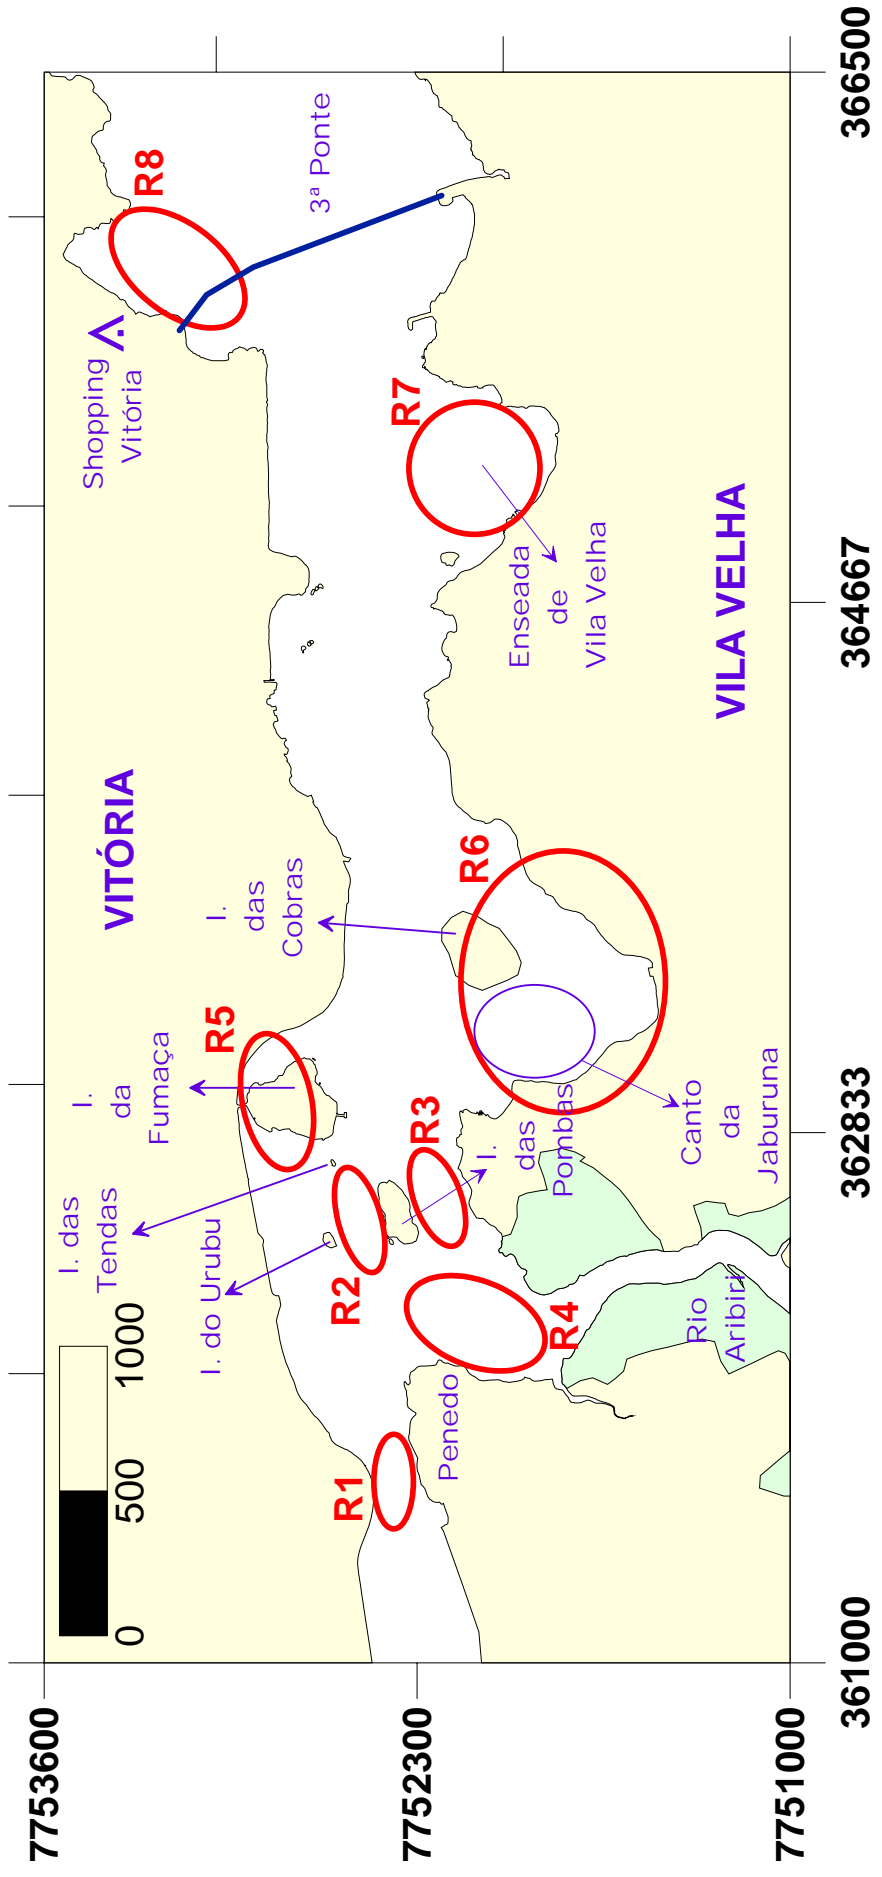 7753600
7752300
7751000
361000
362833
364667
366500
0
500
1000
VITÓRIA
VILA VELHA
Shopping
Vitória
3ª Ponte
R8
R7
Enseada
de
Vila Velha
I.
das
Cobras
R6
R5
I.
da
Fumaça
I. das
Tendas
I. do Urubu
R2
R3
I.
das
Pombas
Canto
da
Jaburuna
R4
Rio
Aribiri
Penedo
R1